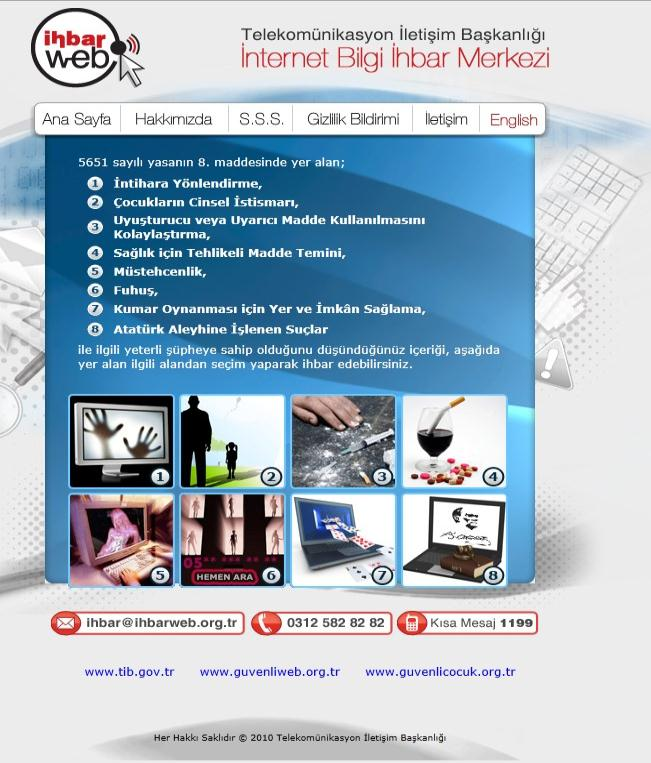 ihbar
web
Telekomünikasyon İletişim Başkanlığı
İnternet Bilgi İhbar Merkezi
Ana Sayfa Hakkımızda S.S.S. Gizlilik Bildirimi İletişim English
5651 sayılı yasanın 8. maddesinde yer alan;
1 İntihara Yönlendirme,
2 Çocukların Cinsel İstismarı,
3 Uyuşturucu veya Uyarıcı Madde Kullanılmasını
Kolaylaştırma,
4 Sağlık için Tehlikeli Madde Temini,
5 Müstehcenlik,
6 Fuhuş,
7 Kumar Oynanması için Yer ve İmkân Sağlama,
8 Atatürk Aleyhine İşlenen Suçlar
ile ilgili yeterli şüpheye sahip olduğunu düşündüğünüz içeriği, aşağıda
yer alan ilgili alandan seçim yaparak ihbar edebilirsiniz.
1 2 3 4
05** *** ** **
HEMEN ARA
5 6 7 8
ihbar@ihbarweb.org.tr 0312 582 82 82 Kısa Mesaj 1199
www.tib.gov.tr www.guvenliweb.org.tr www.guvenlicocuk.org.tr
Her Hakkı Saklıdır © 2010 Telekomünikasyon İletişim Başkanlığı